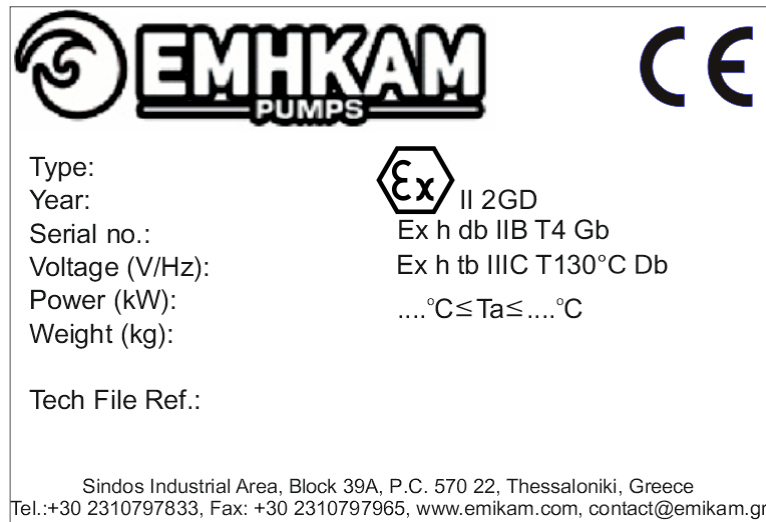 EMHKAM
PUMPS
CE
Type:
Year:
Serial no.:
Voltage (V/Hz):
Power (kW):
Weight (kg):
Tech File Ref.:
Ex II 2GD
Ex h db IIB T4 Gb
Ex h tb IIIC T130°C Db
....°C≤Ta≤....°C
Sindos Industrial Area, Block 39A, P.C. 570 22, Thessaloniki, Greece
Tel.:+30 2310797833, Fax: +30 2310797965, www.emikam.com, contact@emikam.gr